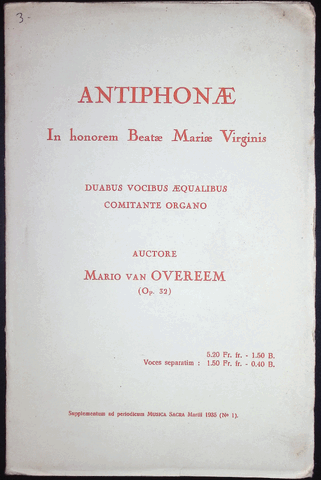 3.
ANTIPHONÆ
In honorem Beatæ Mariæ Virginis
DUABUS VOCIBUS ÆQUALIBUS
COMITANTE ORGANO
AUCTORE
MARIO VAN OVEREEM
(Op. 32)
5.20 Fr. fr. - 1.50 B.
Voces separatim : 1.50 Fr. fr. - 0.40 B.
Supplementum ad periodicum MUSICA SACRA Martii 1935 (No 1).